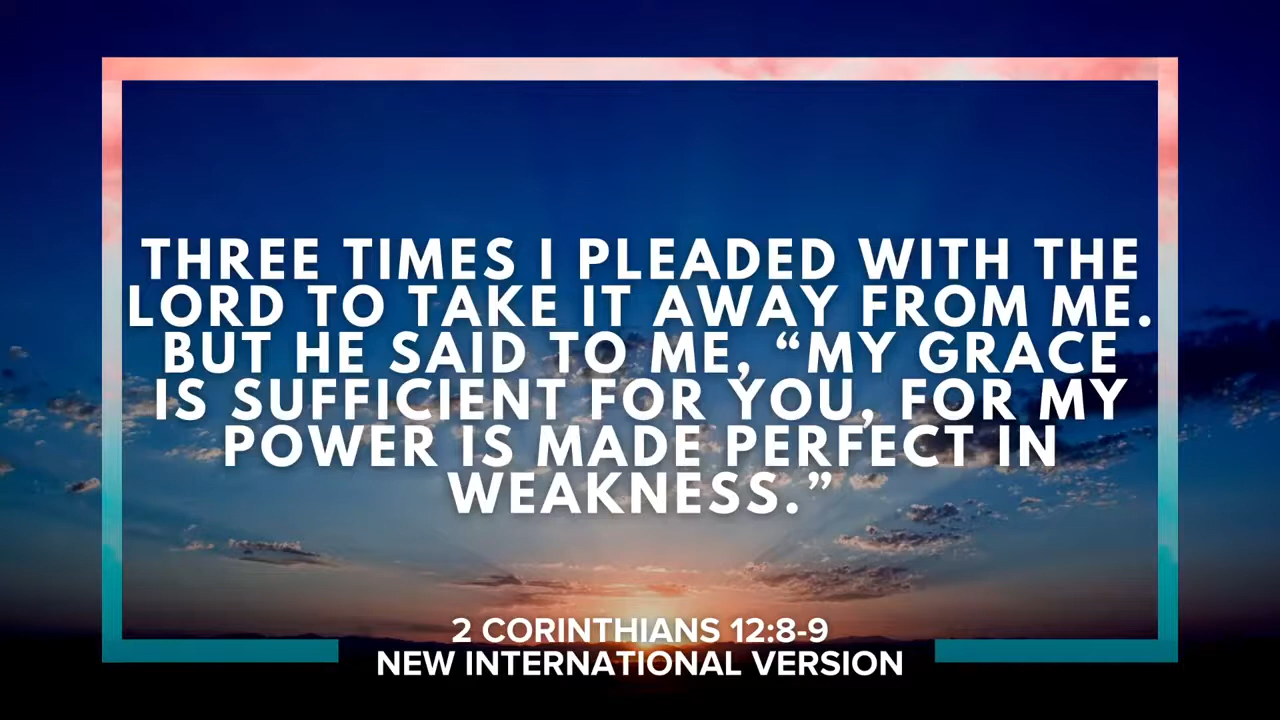 THREE TIMES I PLEADED WITH THE
LORD TO TAKE IT AWAY FROM ME.
BUT HE SAID TO ME, “MY GRACE
IS SUFFICIENT FOR YOU, FOR MY
POWER IS MADE PERFECT IN
WEAKNESS.”
2 CORINTHIANS 12:8-9
NEW INTERNATIONAL VERSION